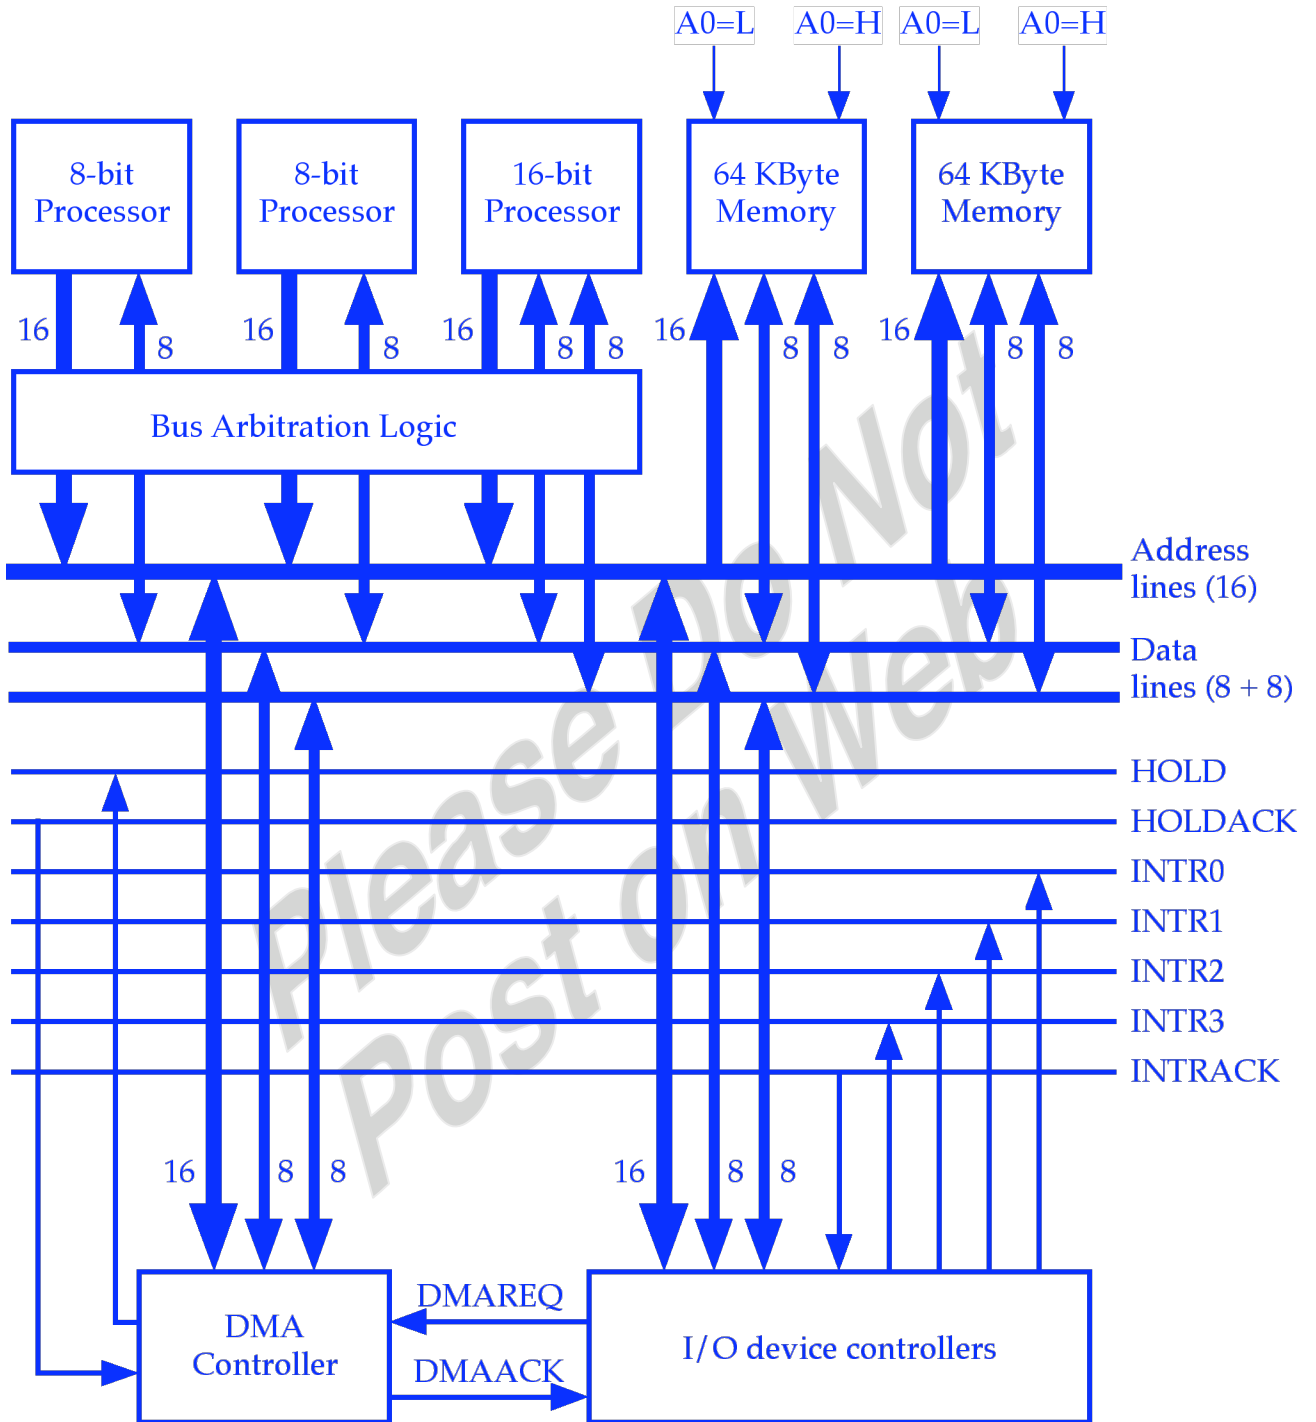 A0=L
A0=H
A0=L
A0=H
8-bit
Processor
8-bit
Processor
16-bit
Processor
64 KByte
Memory
64 KByte
Memory
16
8
16
8
16
8
8
16
8
8
16
8
8
Bus Arbitration Logic
Address
lines (16)
Data
lines (8 + 8)
HOLD
HOLDACK
INTR0
INTR1
INTR2
INTR3
INTRACK
Please Do Not
Post on Web
16
8
8
16
8
8
DMA
Controller
DMAREQ
DMAACK
I/O device controllers